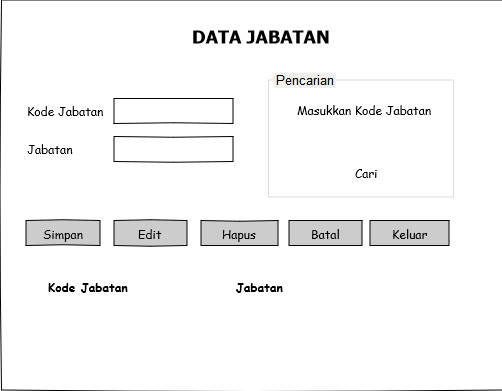 DATA JABATAN
Pencarian
Kode Jabatan
Masukkan Kode Jabatan
Jabatan
Cari
Simpan Edit Hapus Batal Keluar
Kode Jabatan Jabatan